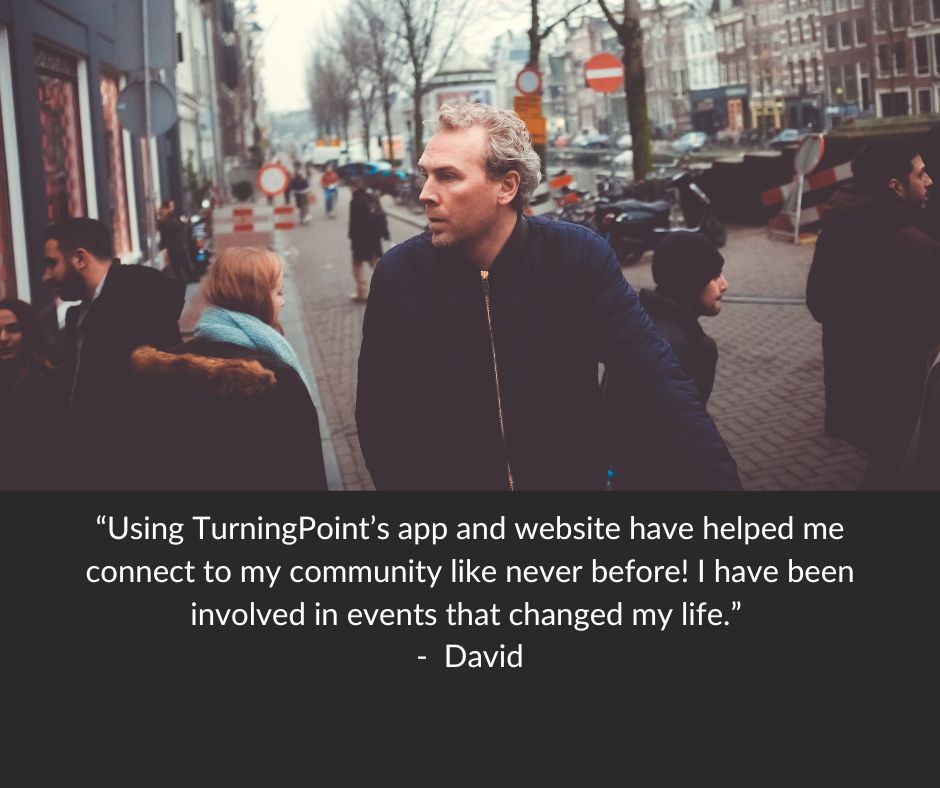 “Using TurningPoint’s app and website have helped me
connect to my community like never before! I have been
involved in events that changed my life.”
- David